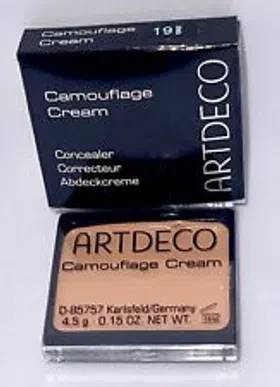 Camouflage
Cream
19
Concealer
Correcteur
Abdeckcreme
ARTDECO
ARTDECO
Camouflage Cream
D-85757 Karlsfeld/Germany
4.5 g - 0.15 OZ. NET WT.